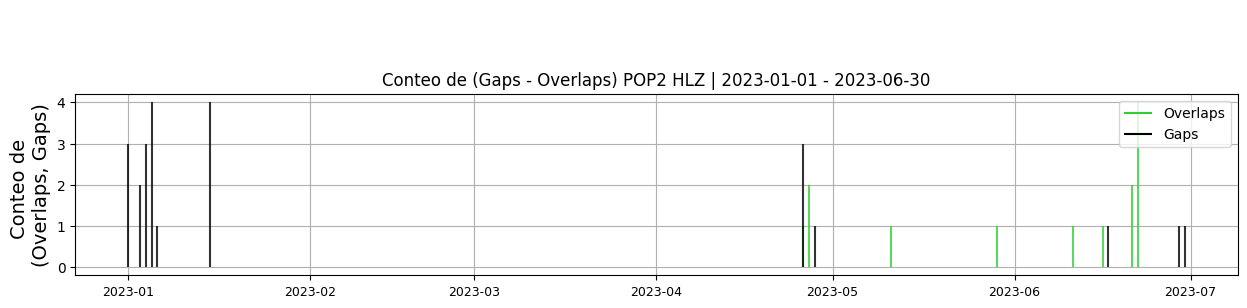 Conteo de (Gaps - Overlaps) POP2 HLZ | 2023-01-01 - 2023-06-30
Conteo de
(Overlaps, Gaps)
4
3
2
1
0
Overlaps
Gaps
2023-01
2023-02
2023-03
2023-04
2023-05
2023-06
2023-07